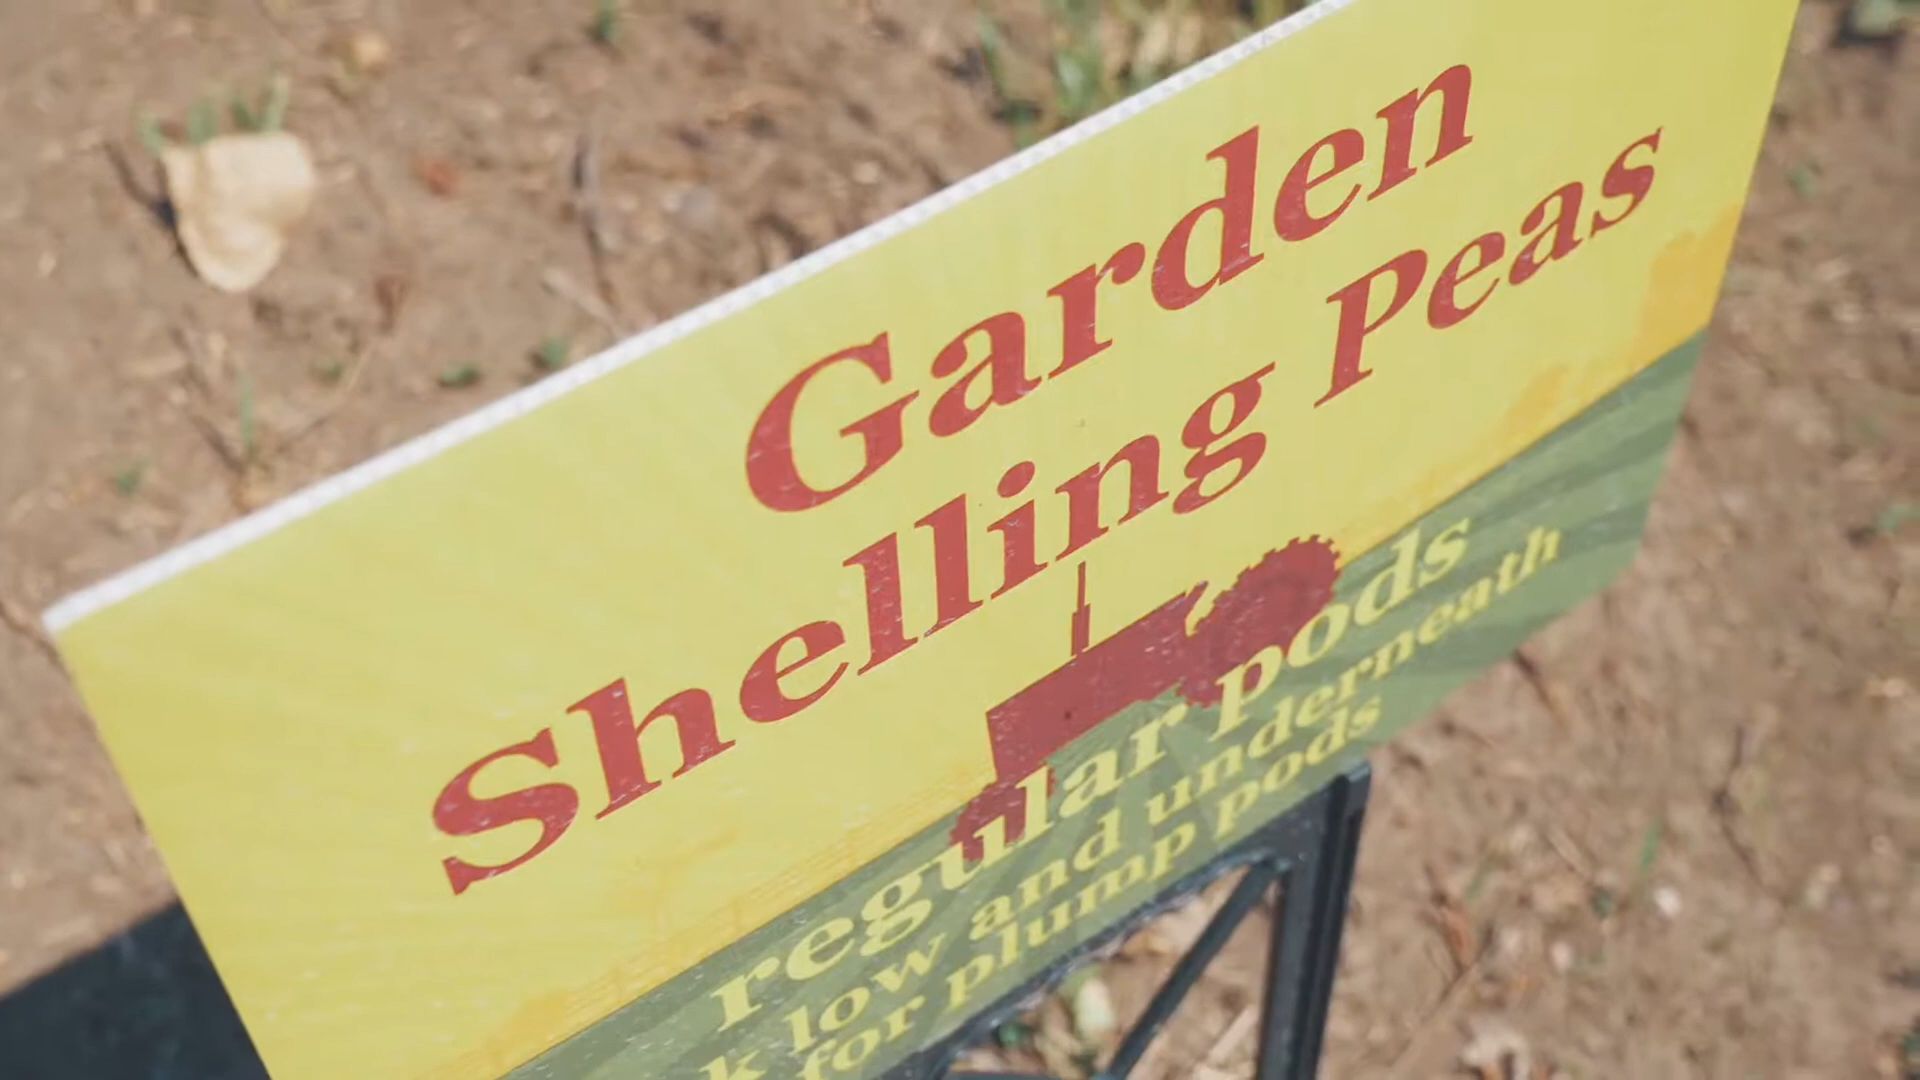 Garden
Shelling Peas
regular pods
low and underneath
for plump pods